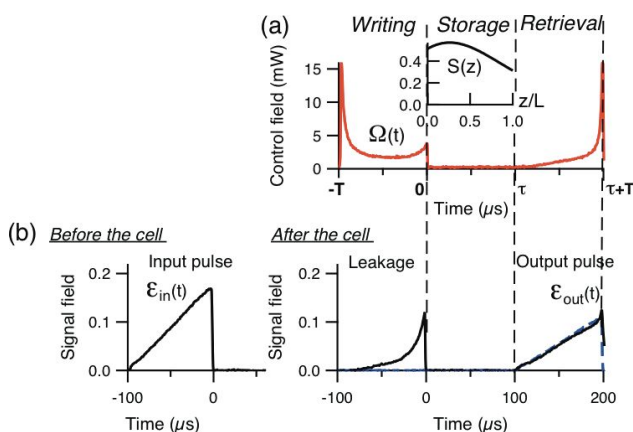 (a)
Writing Storage Retrieval
Control field (mW)
15
10
5
0
Ω(t)
0.4
0.2
0.0
S(z)
z/L
0.0 0.5 1.0
-T 0 τ τ+T
Time (µs)
(b)
Before the cell
After the cell
Input pulse
Ɛin(t)
Signal field
0.2
0.1
0.0
-100 0
Time (µs)
Leakage
Output pulse
Ɛout(t)
Signal field
0.2
0.1
0.0
-100 0 100 200
Time (µs)